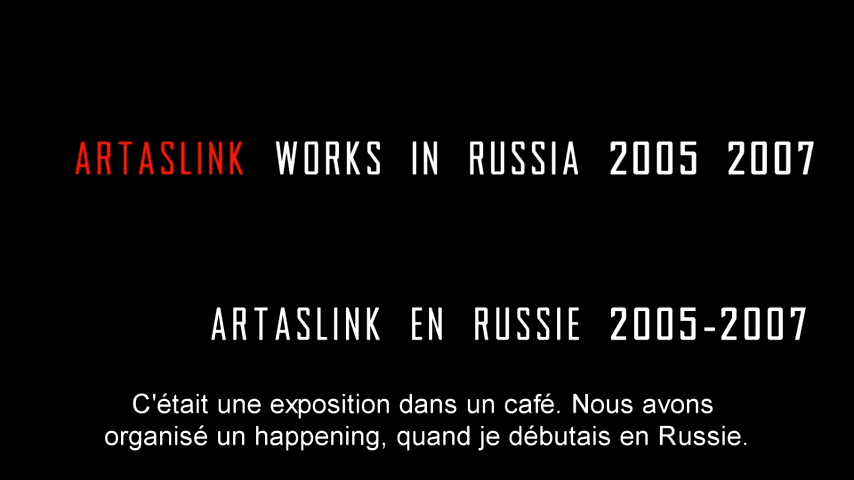 ARTASLINK WORKS IN RUSSIA 2005 2007
ARTASLINK EN RUSSIE 2005-2007
C'était une exposition dans un café. Nous avons
organisé un happening, quand je débutais en Russie.